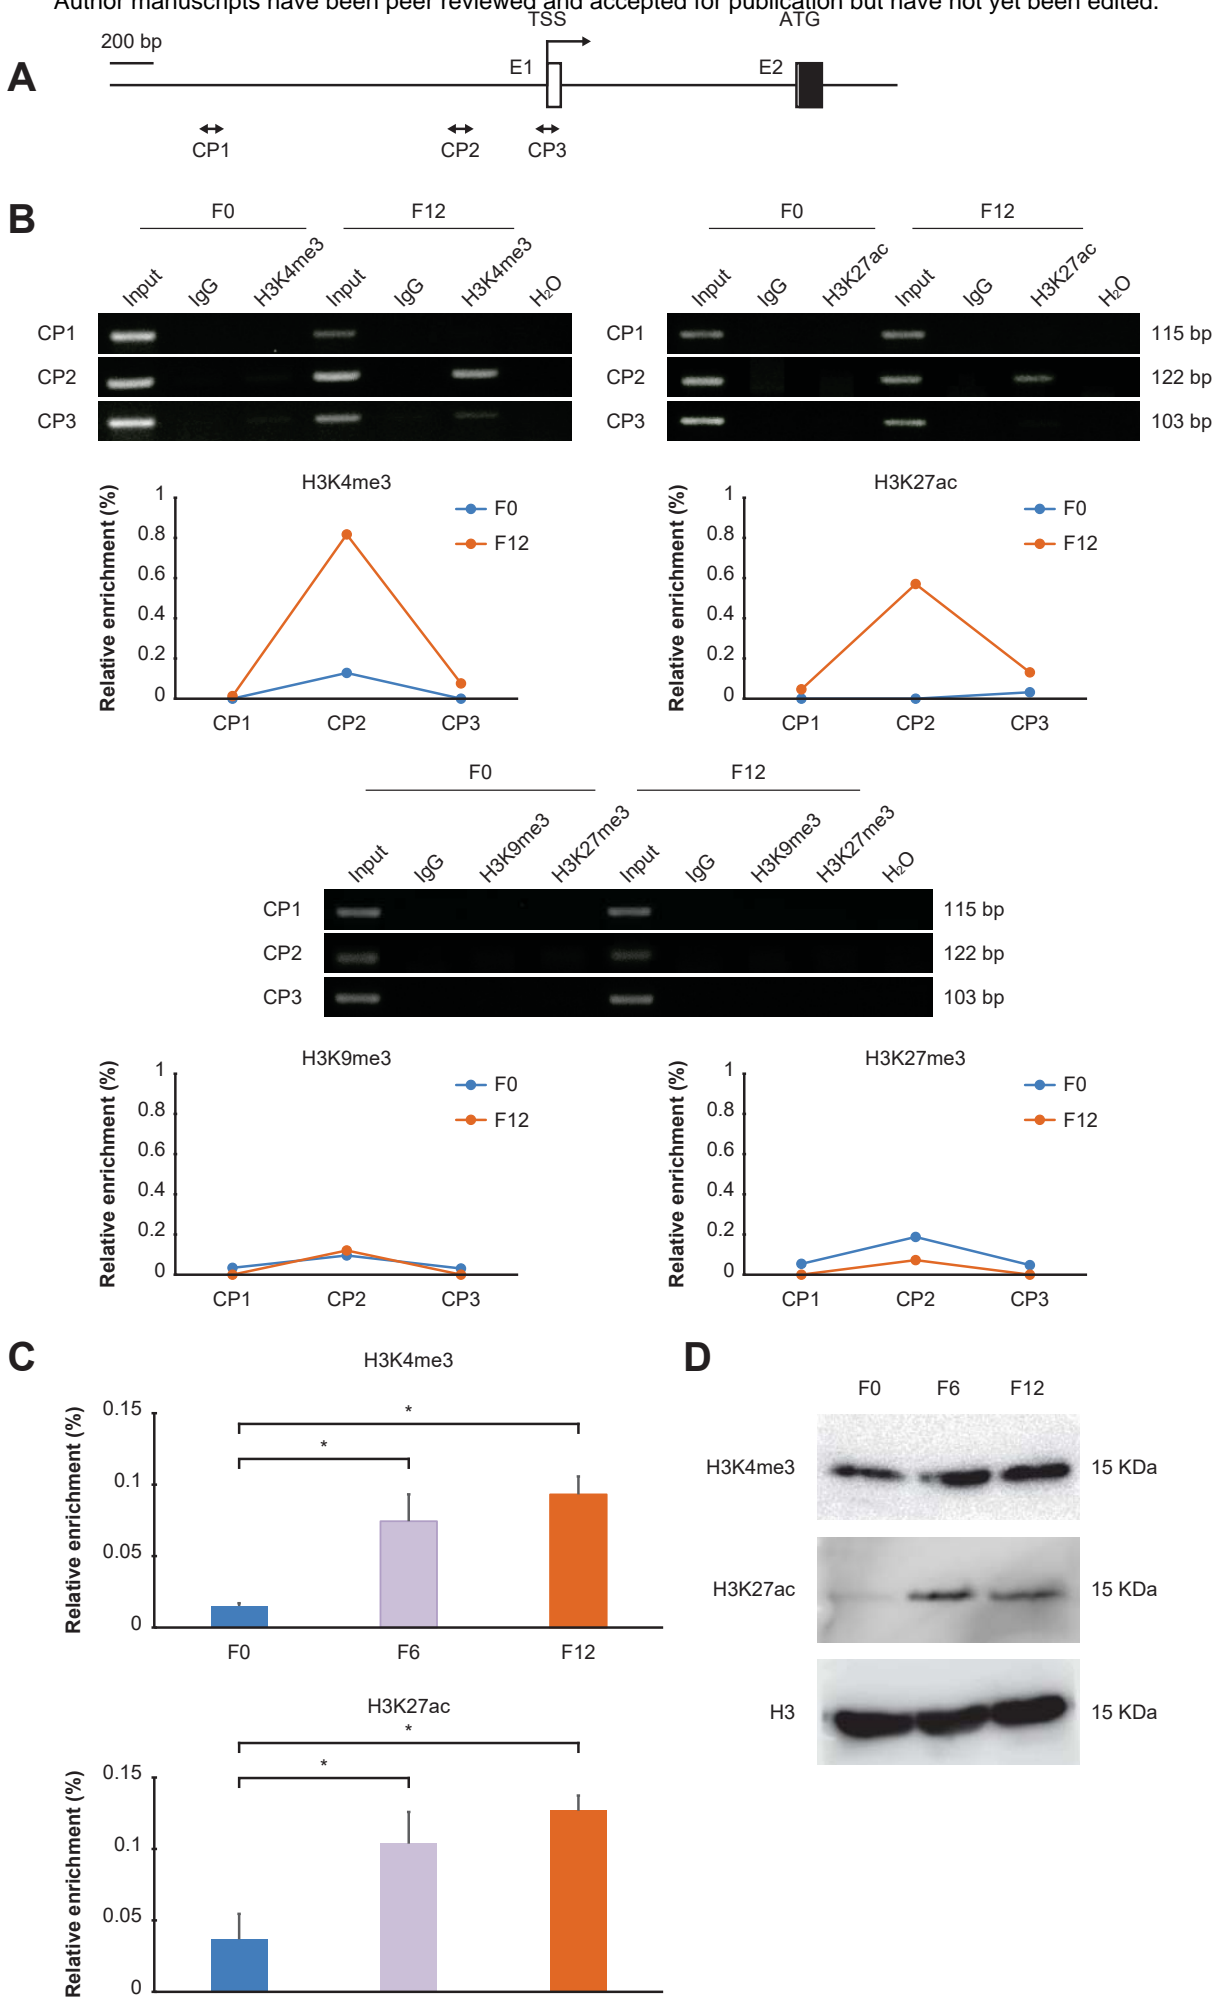 Author manuscripts have been peer reviewed and accepted for publication but have not yet been edited.
TSS ATG
200 bp
A E1 E2
CP1 CP2 CP3
B
F0 F12 F0 F12
Input IgG H3K4me3 Input IgG H3K4me3 H2O Input IgG H3K27ac Input IgG H3K27ac H2O
CP1 CP1 115 bp
CP2 CP2 122 bp
CP3 CP3 103 bp
H3K4me3
Relative enrichment (%)
1
0.8
0.6
0.4
0.2
0
F0
F12
CP1 CP2 CP3
H3K27ac
Relative enrichment (%)
1
0.8
0.6
0.4
0.2
0
F0
F12
CP1 CP2 CP3
F0 F12
Input IgG H3K9me3 H3K27me3 Input IgG H3K9me3 H3K27me3 H2O
CP1 115 bp
CP2 122 bp
CP3 103 bp
H3K9me3
Relative enrichment (%)
1
0.8
0.6
0.4
0.2
0
F0
F12
CP1 CP2 CP3
H3K27me3
Relative enrichment (%)
1
0.8
0.6
0.4
0.2
0
F0
F12
CP1 CP2 CP3
C
H3K4me3
Relative enrichment (%)
0.15
0.1
0.05
0
*
*
F0 F6 F12
H3K27ac
Relative enrichment (%)
0.15
0.1
0.05
0
*
*
D
F0 F6 F12
H3K4me3 15 KDa
H3K27ac 15 KDa
H3 15 KDa